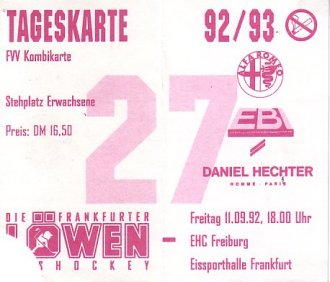 TAGESKARTE
FVV Kombikarte
Stehplatz Erwachsene
Preis: DM 16,50
92/93
27
ALFA ROMEO
EBI
DANIEL HECHTER
HOMME - PARIS
DIE FRANKFURTER
LÖWEN
HOCKEY
Freitag 11.09.92, 18.00 Uhr
EHC Freiburg
Eissporthalle Frankfurt